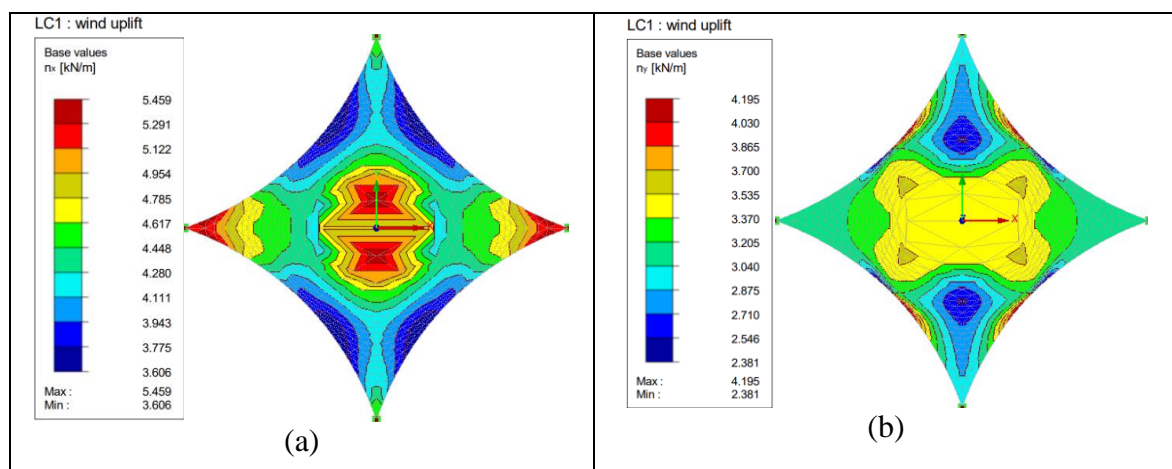 LC1 : wind uplift
Base values
nx [kN/m]
5.459
5.291
5.122
4.954
4.785
4.617
4.448
4.280
4.111
3.943
3.775
3.606
Max : 5.459
Min : 3.606
(a)
LC1 : wind uplift
Base values
ny [kN/m]
4.195
4.030
3.865
3.700
3.535
3.370
3.205
3.040
2.875
2.710
2.546
2.381
Max : 4.195
Min : 2.381
X
(b)